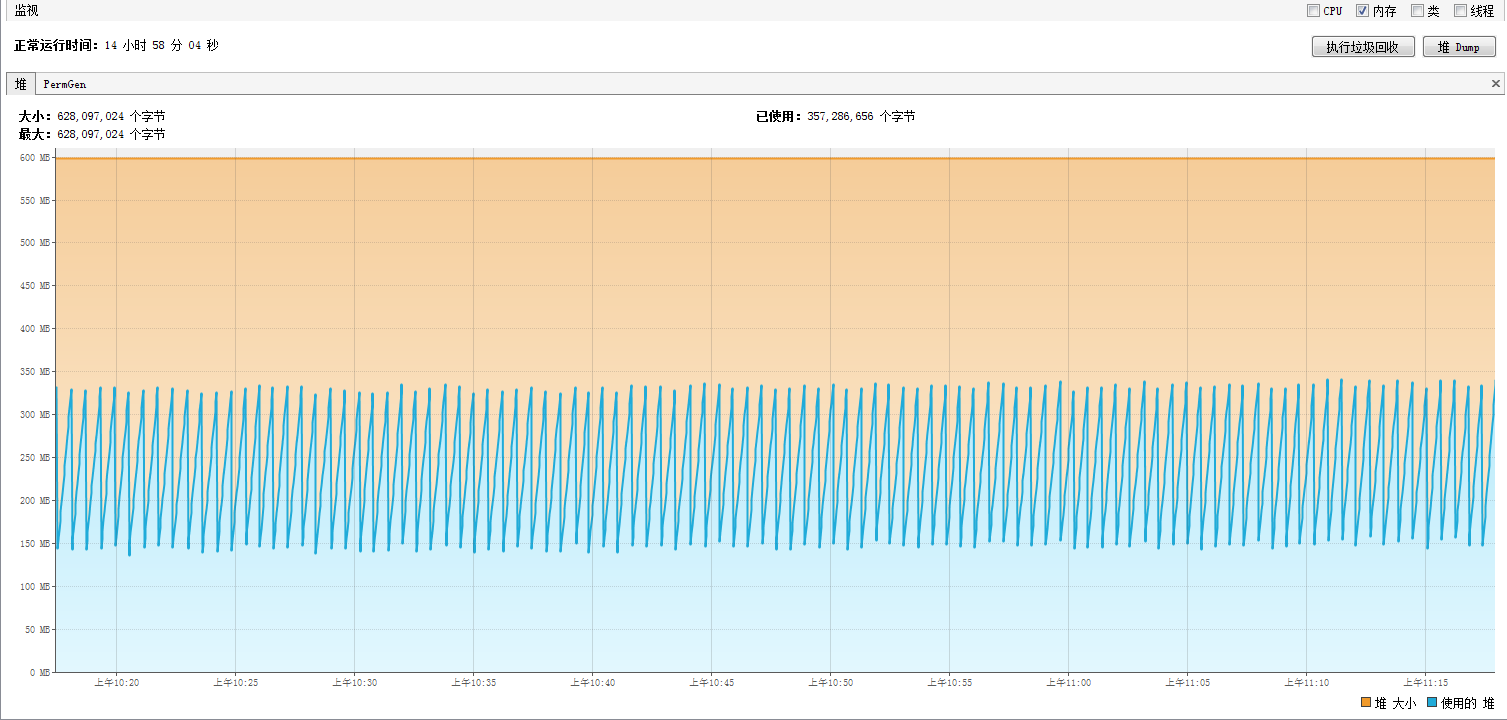 监视
CPU 内存 类 线程
正常运行时间： 14 小时 58 分 04 秒
执行垃圾回收 堆 Dump
堆 PermGen
大小： 628,097,024 个字节 已使用： 357,286,656 个字节
最大： 628,097,024 个字节
600 MB
550 MB
500 MB
450 MB
400 MB
350 MB
300 MB
250 MB
200 MB
150 MB
100 MB
50 MB
0 MB
上午10:20 上午10:25 上午10:30 上午10:35 上午10:40 上午10:45 上午10:50 上午10:55 上午11:00 上午11:05 上午11:10 上午11:15
堆 大小 使用的 堆